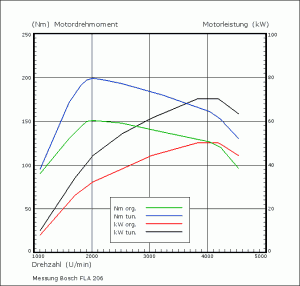 (Nm) Motordrehmoment Motorleistung (kW)
250 100
200 80
150 60
100 40
50 20
Nm org.
Nm tun.
kW org.
kW tun.
0 0
1000 2000 3000 4000 5000
Drehzahl (U/min)
Messung Bosch FLA 206